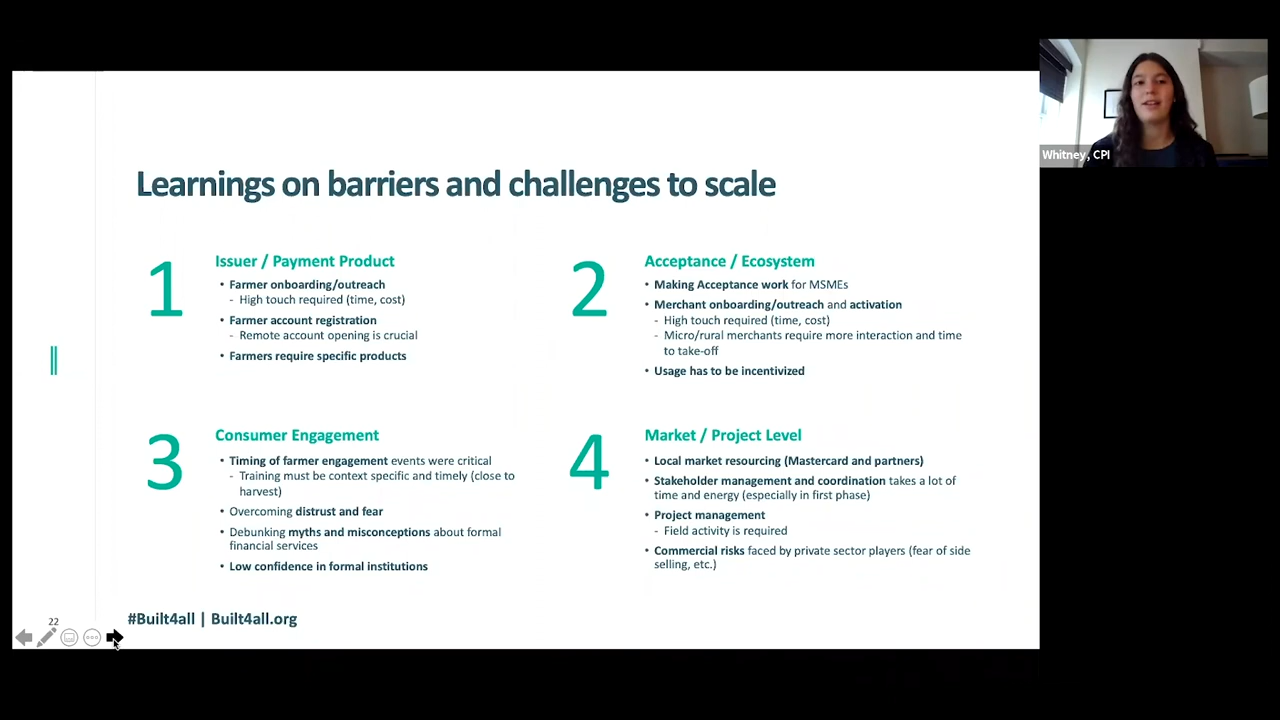 Whitney, CPI
Learnings on barriers and challenges to scale
1
Issuer / Payment Product
• Farmer onboarding/outreach
- High touch required (time, cost)
• Farmer account registration
- Remote account opening is crucial
• Farmers require specific products
2
Acceptance / Ecosystem
• Making Acceptance work for MSMEs
• Merchant onboarding/outreach and activation
- High touch required (time, cost)
- Micro/rural merchants require more interaction and time
to take-off
• Usage has to be incentivized
3
Consumer Engagement
• Timing of farmer engagement events were critical
- Training must be context specific and timely (close to
harvest)
• Overcoming distrust and fear
• Debunking myths and misconceptions about formal
financial services
• Low confidence in formal institutions
4
Market / Project Level
• Local market resourcing (Mastercard and partners)
• Stakeholder management and coordination takes a lot of
time and energy (especially in first phase)
• Project management
- Field activity is required
• Commercial risks faced by private sector players (fear of side
selling, etc.)
22
#Built4all | Built4all.org